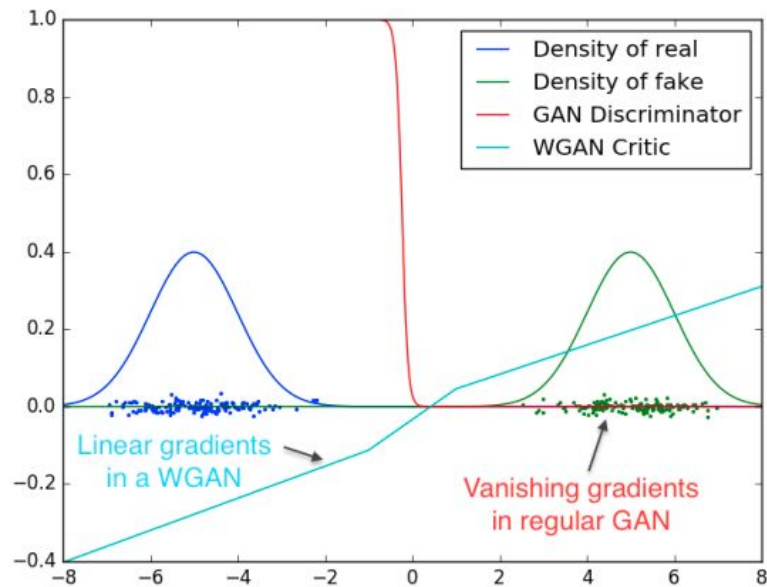 1.0
0.8
0.6
0.4
0.2
0.0
−0.2
−0.4
Density of real
Density of fake
GAN Discriminator
WGAN Critic
Linear gradients
in a WGAN
Vanishing gradients
in regular GAN
−8
−6
−4
−2
0
2
4
6
8